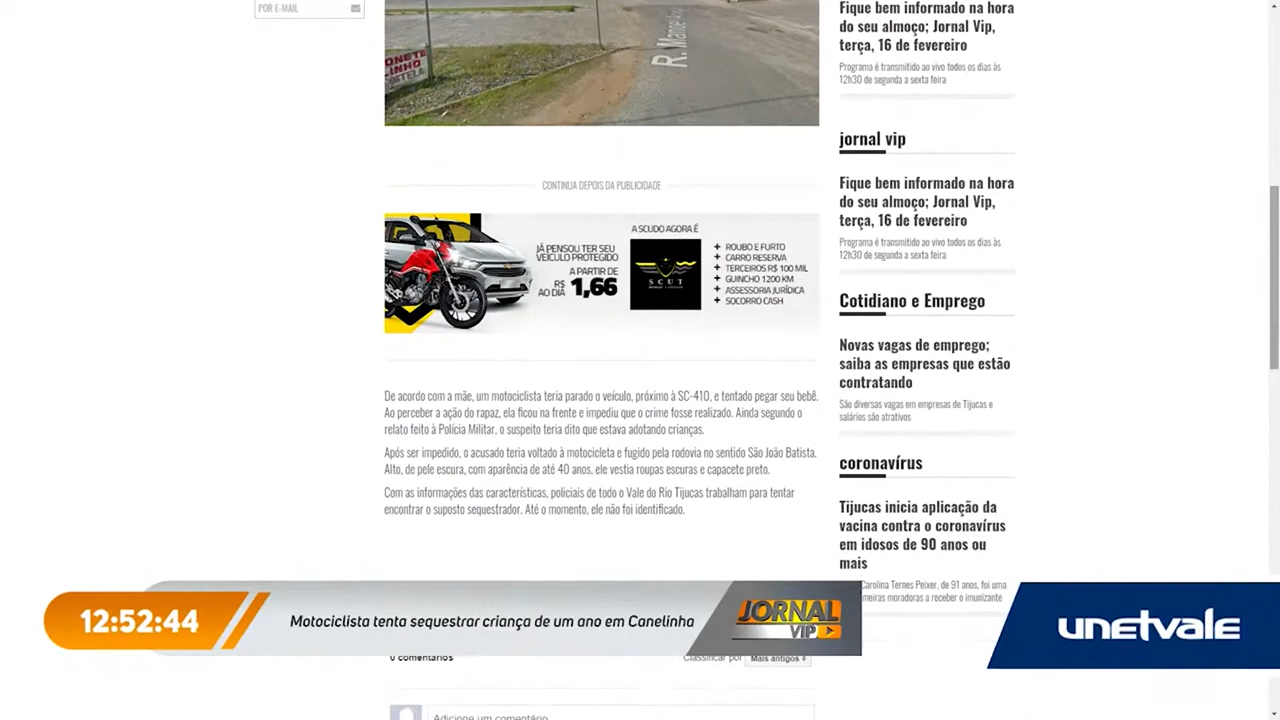 POR E-MAIL
R. Manoel
CONTINUA DEPOIS DA PUBLICIDADE
JÁ PENSOU TER SEU
VEÍCULO PROTEGIDO
A PARTIR DE
R$
AO DIA 1,66
A SCUDO AGORA É
SCUT
+ ROUBO E FURTO
+ CARRO RESERVA
+ TERCEIROS R$ 100 MIL
+ GUINCHO 1200 KM
+ ASSESSORIA JURÍDICA
+ SOCORRO CASH
De acordo com a mãe, um motociclista teria parado o veículo, próximo à SC-410, e tentado pegar seu bebê.
Ao perceber a ação do rapaz, ela ficou na frente e impediu que o crime fosse realizado. Ainda segundo o
relato feito à Polícia Militar, o suspeito teria dito que estava adotando crianças.
Após ser impedido, o acusado teria voltado à motocicleta e fugido pela rodovia no sentido São João Batista.
Alto, de pele escura, com aparência de até 40 anos, ele vestia roupas escuras e capacete preto.
Com as informações das características, policiais de todo o Vale do Rio Tijucas trabalham para tentar
encontrar o suposto sequestrador. Até o momento, ele não foi identificado.
Fique bem informado na hora
do seu almoço; Jornal Vip,
terça, 16 de fevereiro
Programa é transmitido ao vivo todos os dias às
12h30 de segunda a sexta feira
jornal vip
Fique bem informado na hora
do seu almoço; Jornal Vip,
terça, 16 de fevereiro
Programa é transmitido ao vivo todos os dias às
12h30 de segunda a sexta feira
Cotidiano e Emprego
Novas vagas de emprego;
saiba as empresas que estão
contratando
São diversas vagas em empresas de Tijucas e
salários são atrativos
coronavírus
Tijucas inicia aplicação da
vacina contra o coronavírus
em idosos de 90 anos ou
mais
Carolina Ternes Peixer, de 91 anos, foi uma
meiras moradoras a receber o imunizante
12:52:44
Motociclista tenta sequestrar criança de um ano em Canelinha
JORNAL
VIP
unetvale
0 comentários
Classificar por Mais antigos
Adicione um comentário